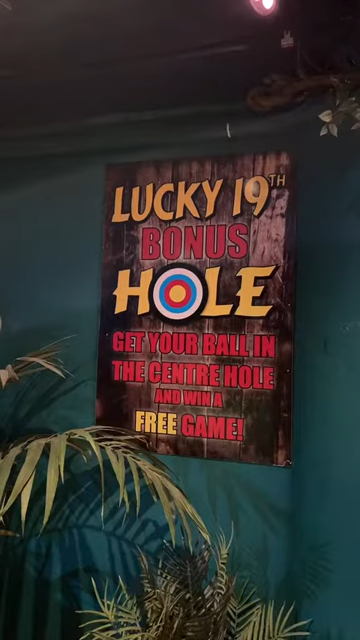 LUCKY 19TH
BONUS
HOLE
GET YOUR BALL IN
THE CENTRE HOLE
AND WIN A
FREE GAME!